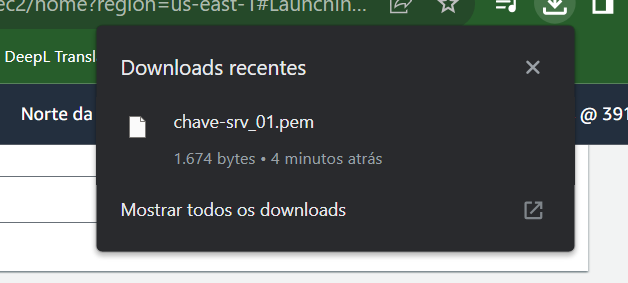 ec2/home?region=us-east-1#Launchin...
DeepL Transl
Downloads recentes
Norte da
chave-srv_01.pem
@ 391
1.674 bytes • 4 minutos atrás
Mostrar todos os downloads